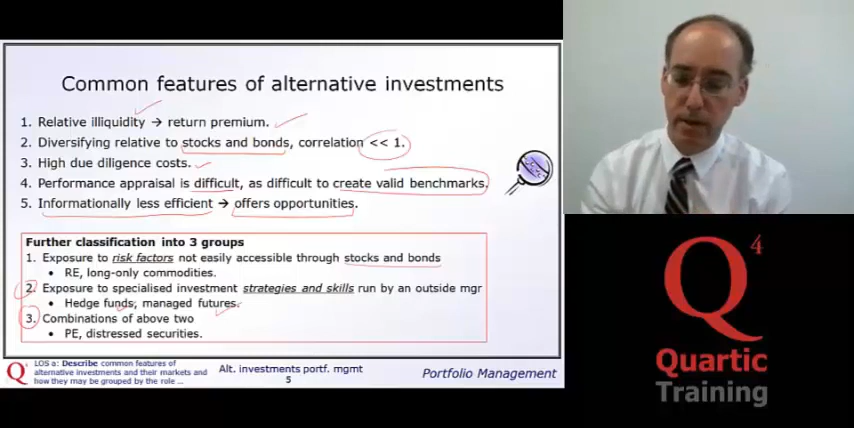 Common features of alternative investments
1. Relative illiquidity → return premium.
2. Diversifying relative to stocks and bonds, correlation << 1.
3. High due diligence costs.
4. Performance appraisal is difficult, as difficult to create valid benchmarks.
5. Informationally less efficient → offers opportunities.
Further classification into 3 groups
1. Exposure to risk factors not easily accessible through stocks and bonds
• RE, long-only commodities.
2. Exposure to specialised investment strategies and skills run by an outside mgr
• Hedge funds, managed futures.
3. Combinations of above two
• PE, distressed securities.
Q LOS a: Describe common features of
alternative investments and their markets and
how they may be grouped by the role ...
Alt. investments portf. mgmt
5
Portfolio Management
Q4
Quartic
Training